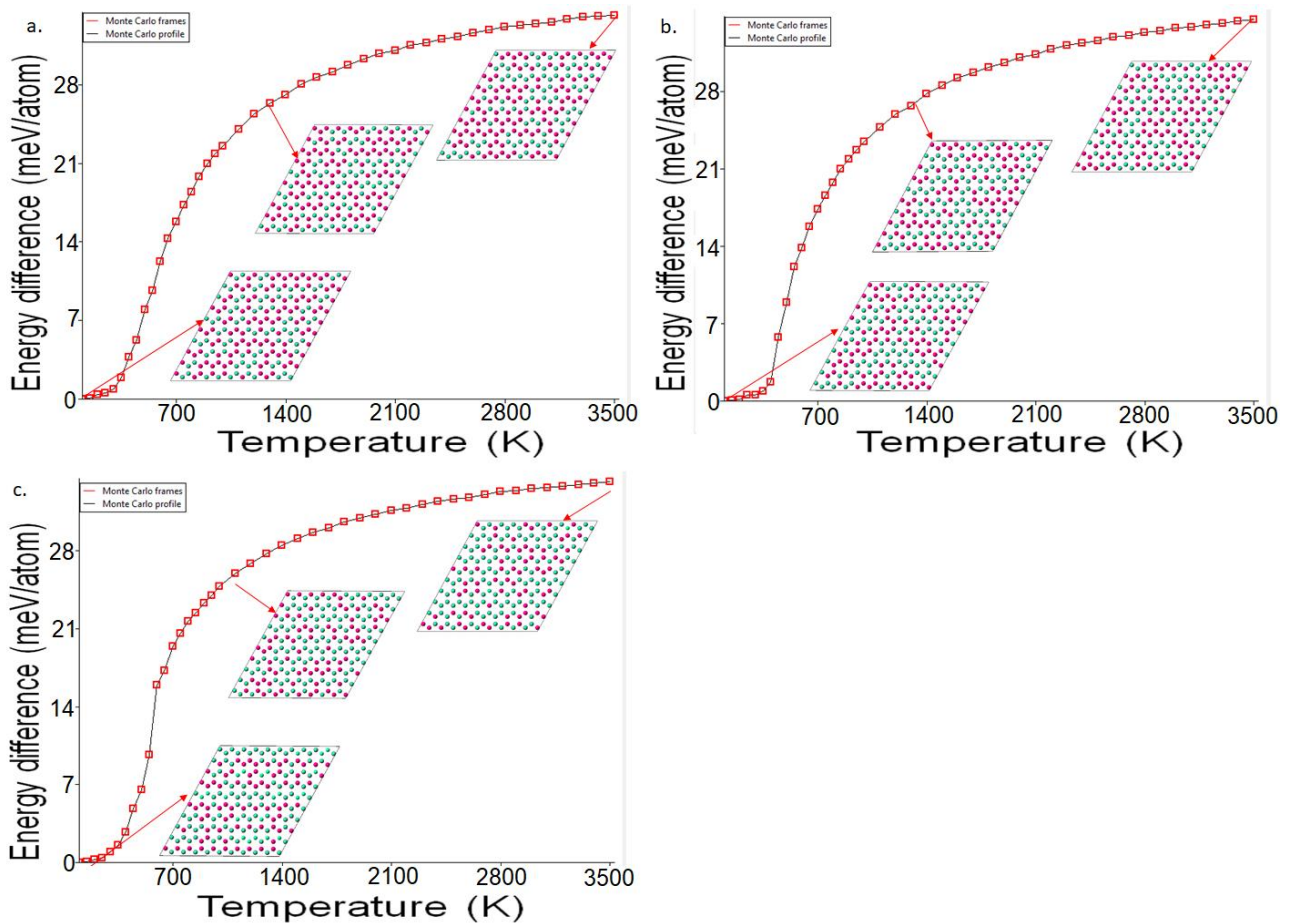 a.
Monte Carlo frames
Monte Carlo profile
Energy difference (meV/atom)
28
21
14
7
0
700 1400 2100 2800 3500
Temperature (K)
b.
Monte Carlo frames
Monte Carlo profile
Energy difference (meV/atom)
28
21
14
7
0
700 1400 2100 2800 3500
Temperature (K)
c.
Monte Carlo frames
Monte Carlo profile
Energy difference (meV/atom)
28
21
14
7
0
700 1400 2100 2800 3500
Temperature (K)